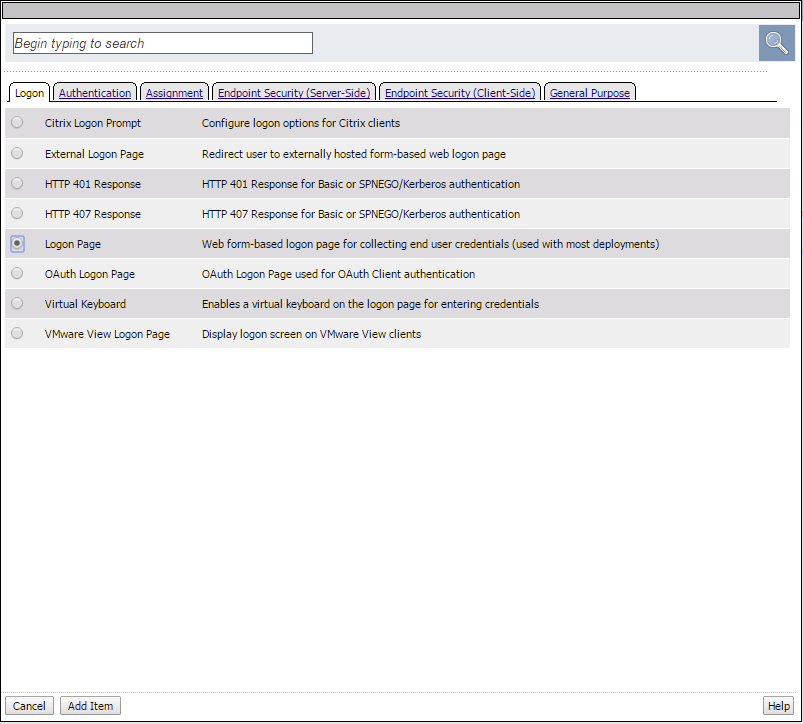 Begin typing to search
Logon Authentication Assignment Endpoint Security (Server-Side) Endpoint Security (Client-Side) General Purpose
Citrix Logon Prompt Configure logon options for Citrix clients
External Logon Page Redirect user to externally hosted form-based web logon page
HTTP 401 Response HTTP 401 Response for Basic or SPNEGO/Kerberos authentication
HTTP 407 Response HTTP 407 Response for Basic or SPNEGO/Kerberos authentication
Logon Page Web form-based logon page for collecting end user credentials (used with most deployments)
OAuth Logon Page OAuth Logon Page used for OAuth Client authentication
Virtual Keyboard Enables a virtual keyboard on the logon page for entering credentials
VMware View Logon Page Display logon screen on VMware View clients
Cancel Add Item Help